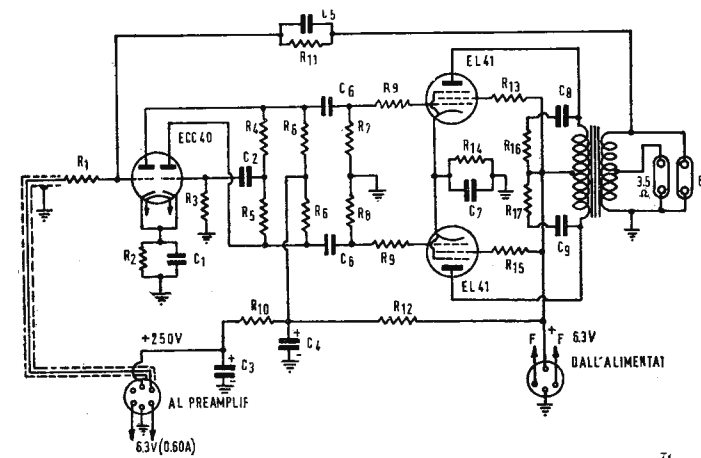 C5
R11
EL41
R13
C6
R9
C8
ECC40
R4
R6
R7
R16
R1
C2
R14
R3
3.5
Ω
8
R5
R6
R8
C7
R17
R2
C1
C6
R9
R15
C9
EL41
R10
R12
+250V
+
C3
+
C4
+
F F 6.3V
DALL'ALIMENTAT
AL PREAMPLIF
6.3V(0.60A)